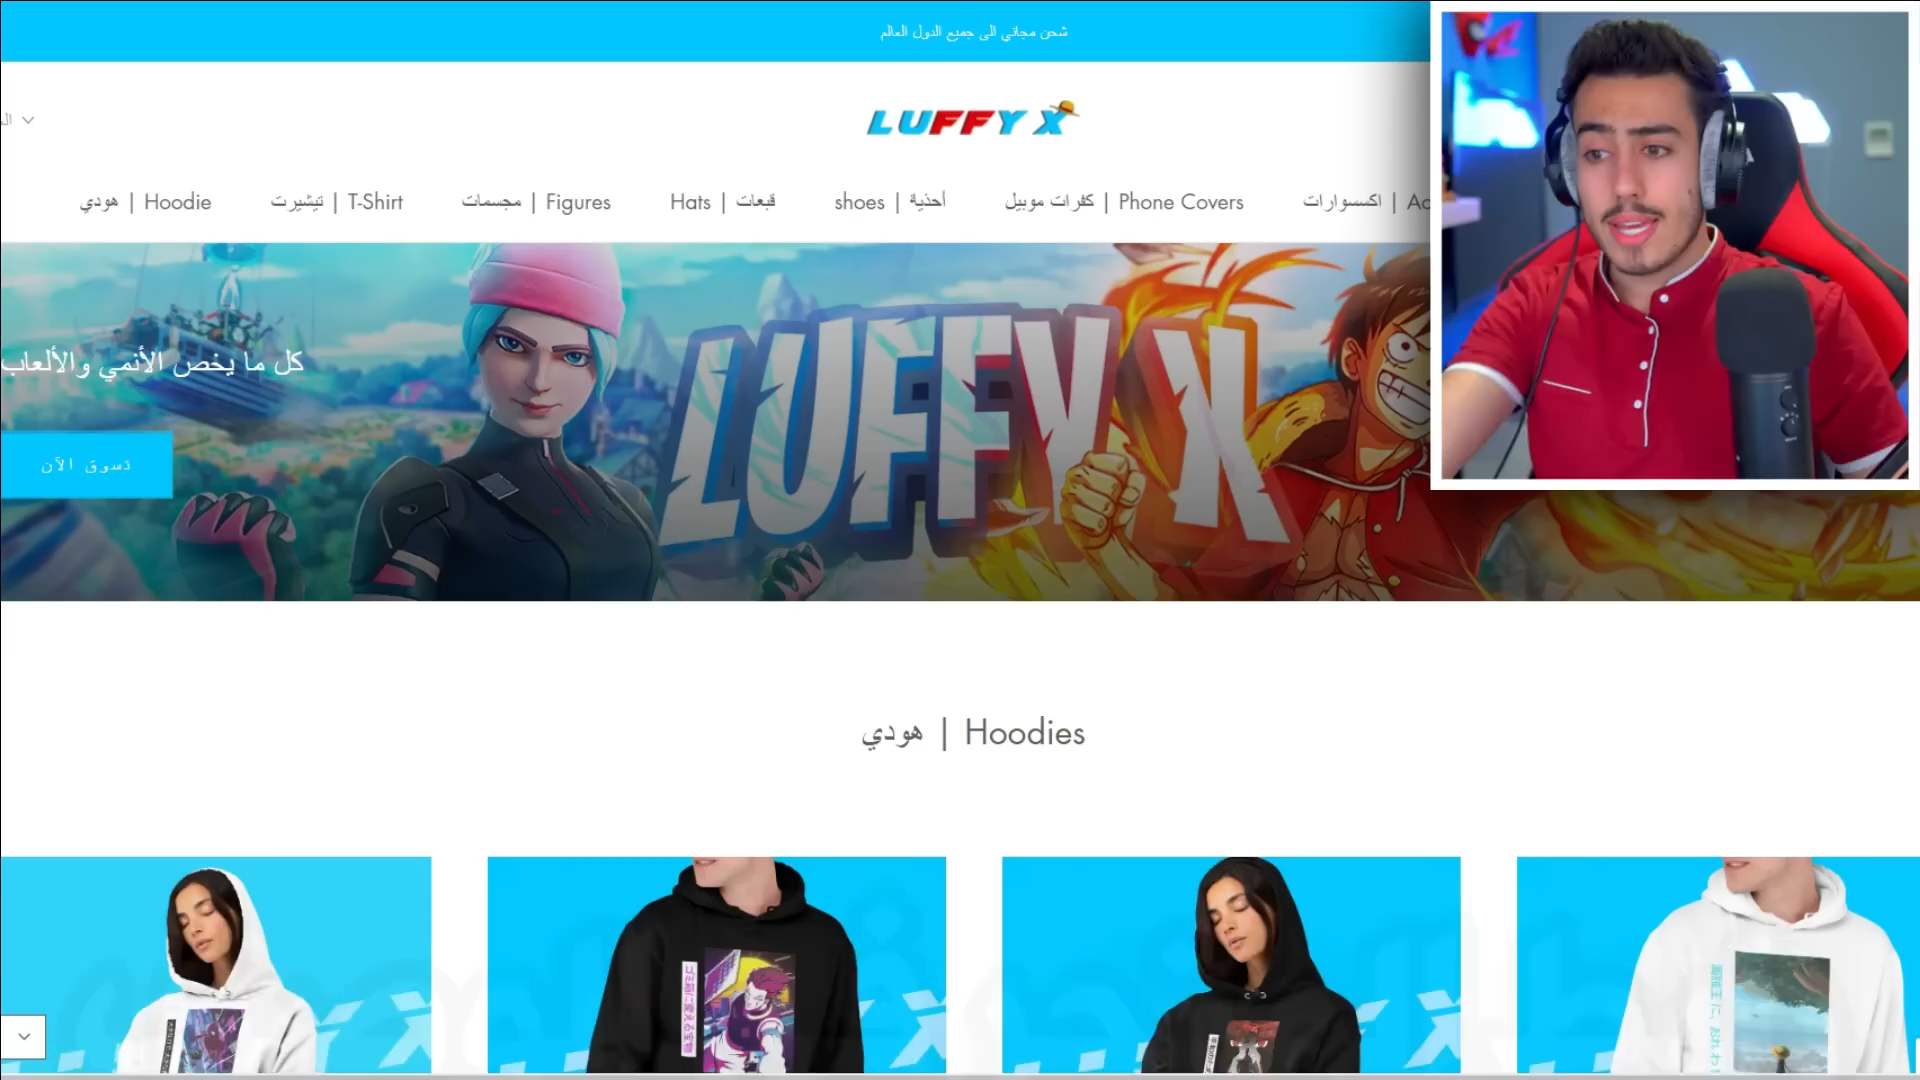 شحن مجاني الى جميع الدول العالم
LUFFY X
هودي | Hoodie
تيشيرت | T-Shirt
مجسمات | Figures
Hats | قبعات
shoes | أحذية
كفرات موبيل | Phone Covers
اكسسوارات |
كل ما يخص الأنمي والألعاب
LUFFY X
تسوق الآن
هودي | Hoodies